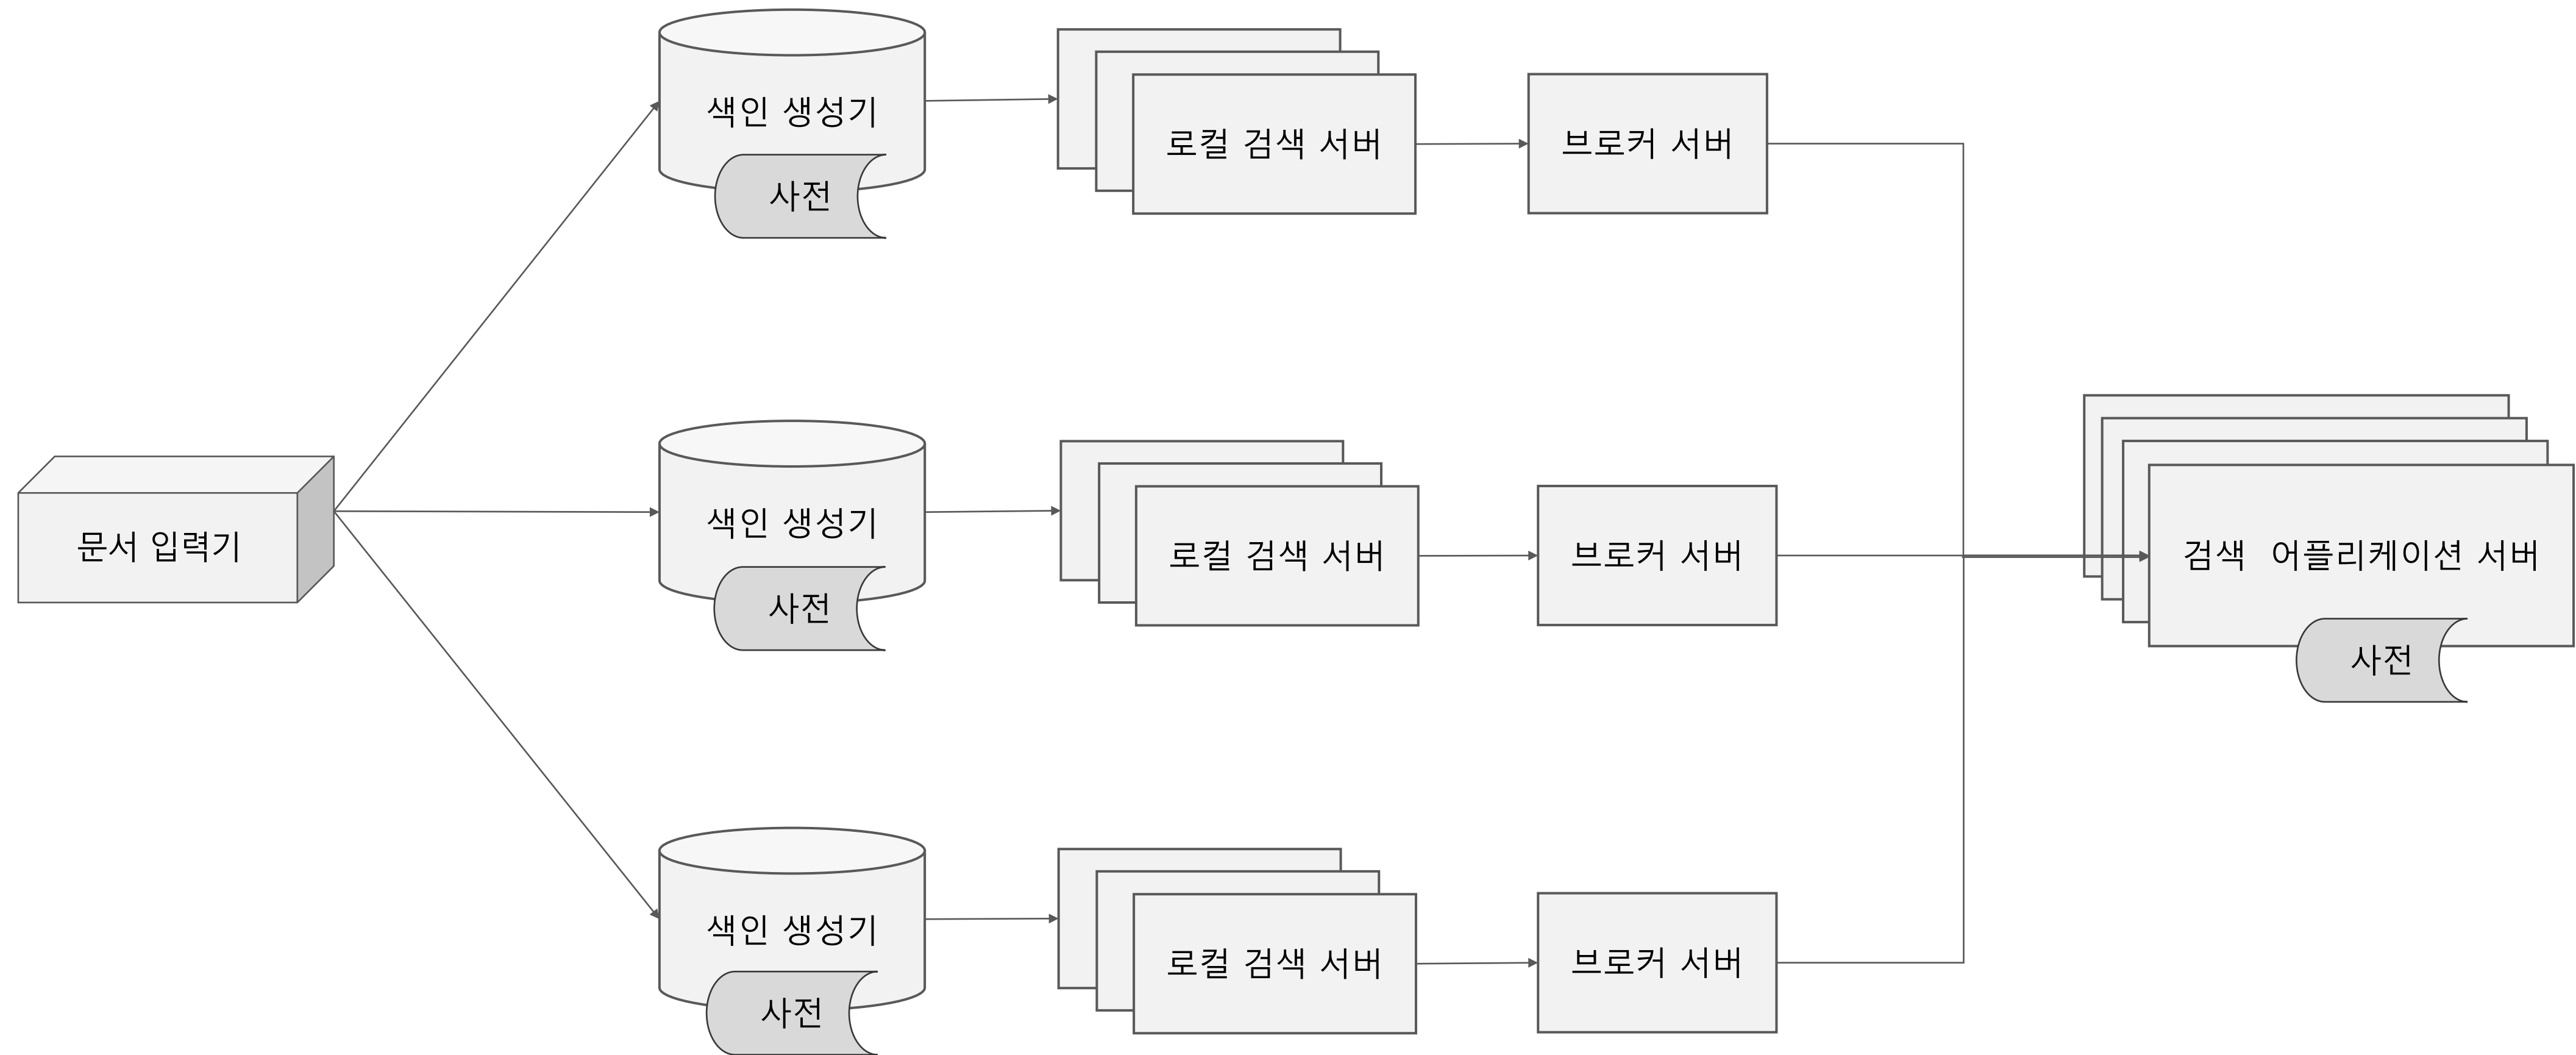 색인 생성기
사전
로컬 검색 서버
브로커 서버
문서 입력기
색인 생성기
사전
로컬 검색 서버
브로커 서버
검색 어플리케이션 서버
사전
색인 생성기
사전
로컬 검색 서버
브로커 서버